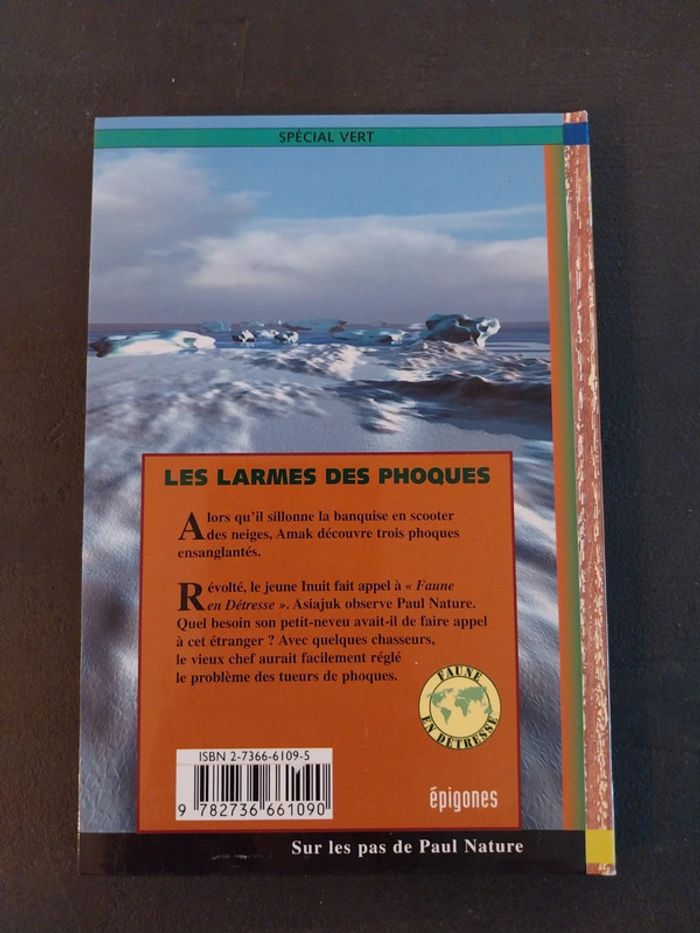 SPÉCIAL VERT
LES LARMES DES PHOQUES
Alors qu'il sillonne la banquise en scooter
des neiges, Amak découvre trois phoques
ensanglantés.
Révolté, le jeune Inuit fait appel à « Faune
en Détresse ». Asiajuk observe Paul Nature.
Quel besoin son petit-neveu avait-il de faire appel
à cet étranger ? Avec quelques chasseurs,
le vieux chef aurait facilement réglé
le problème des tueurs de phoques.
FAUNE
EN DÉTRESSE
ISBN 2-7366-6109-5
9 782736 661090
épigones
Sur les pas de Paul Nature